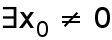 ∃x₀ ≠ 0